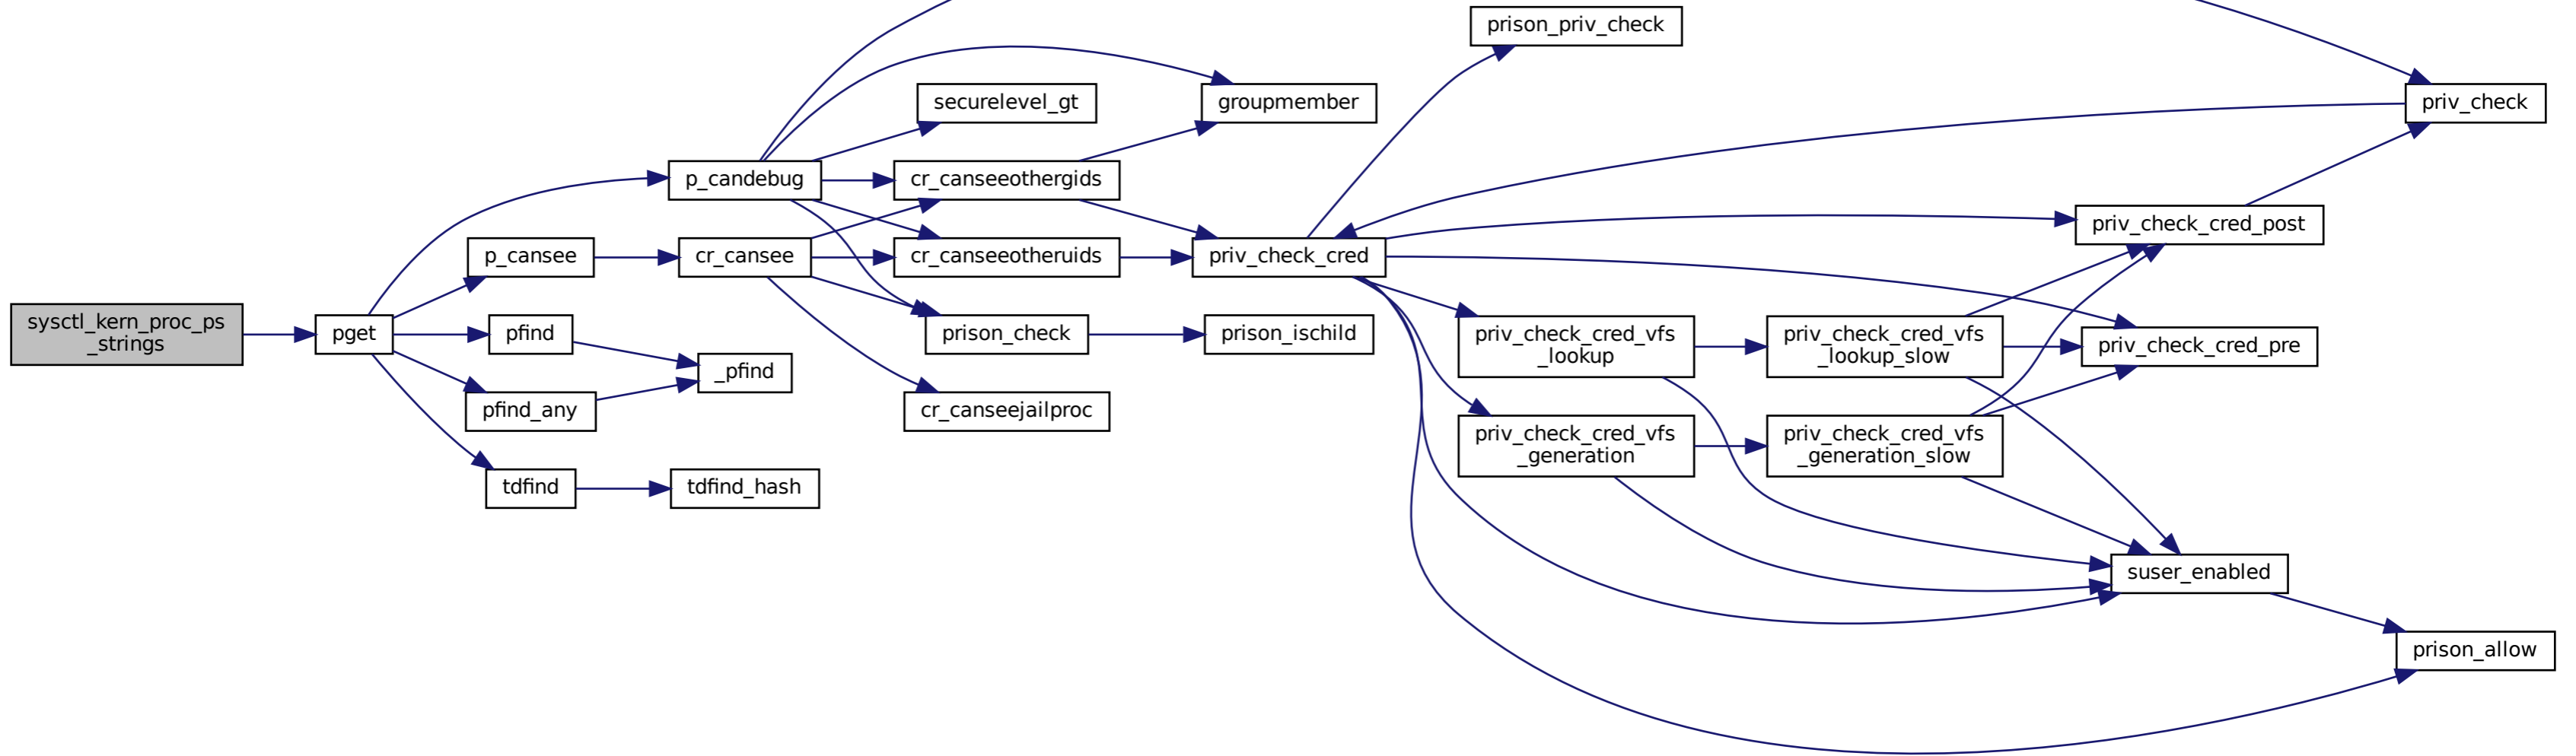 prison_priv_check
securelevel_gt
groupmember
priv_check
p_candebug
cr_canseeothergids
priv_check_cred_post
p_cansee
cr_cansee
cr_canseeotheruids
priv_check_cred
sysctl_kern_proc_ps
_strings
pget
pfind
prison_check
prison_ischild
priv_check_cred_vfs
_lookup
priv_check_cred_vfs
_lookup_slow
priv_check_cred_pre
_pfind
pfind_any
cr_canseejailproc
priv_check_cred_vfs
_generation
priv_check_cred_vfs
_generation_slow
tdfind
tdfind_hash
suser_enabled
prison_allow